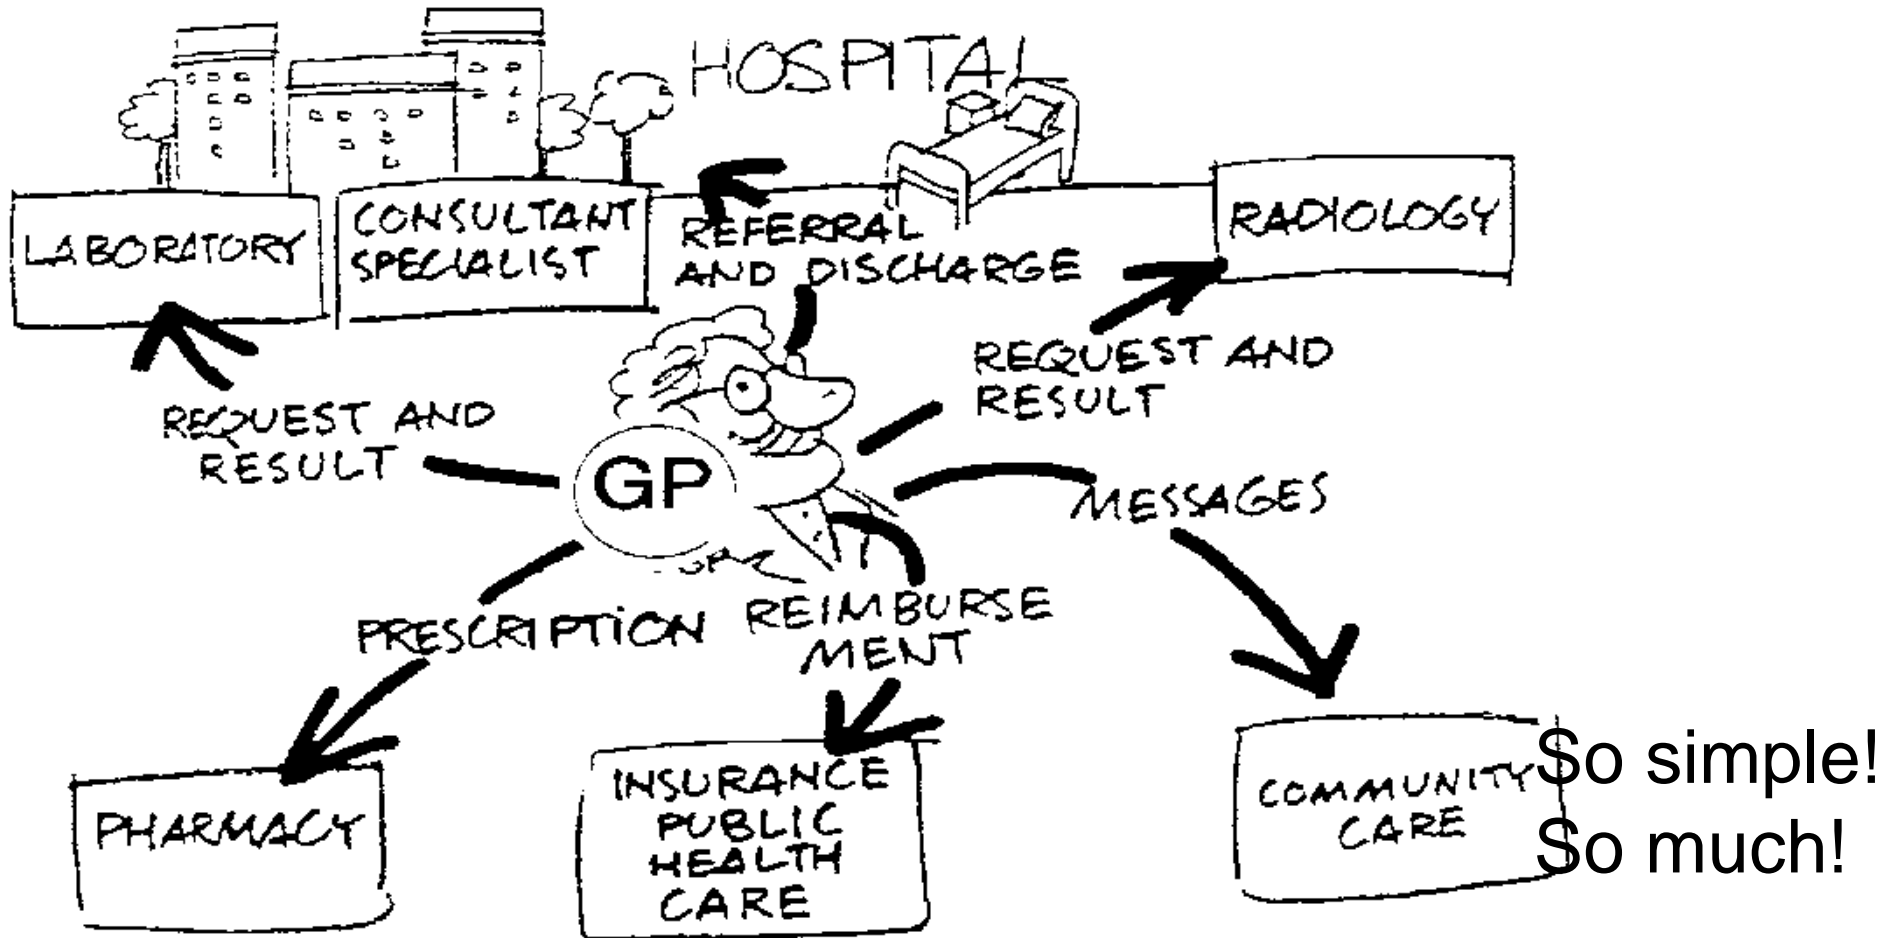 HOSPITAL
LABORATORY
CONSULTANT
SPECIALIST
REFERRAL
AND DISCHARGE
RADIOLOGY
REQUEST AND
RESULT
REQUEST AND
RESULT
GP
MESSAGES
PRESCRIPTION
REIMBURSE
MENT
PHARMACY
INSURANCE
PUBLIC
HEALTH
CARE
COMMUNITY
CARE
So simple!
So much!